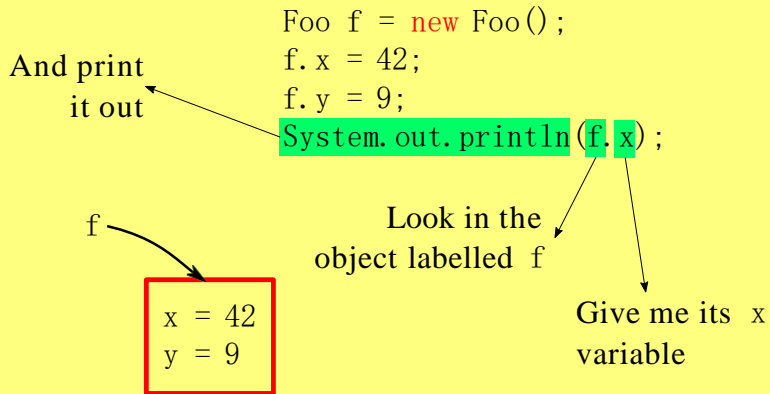 Foo f = new Foo();
f.x = 42;
f.y = 9;
System.out.println(f.x);
And print
it out
Look in the
object labelled f
Give me its x
variable
f
x = 42
y = 9